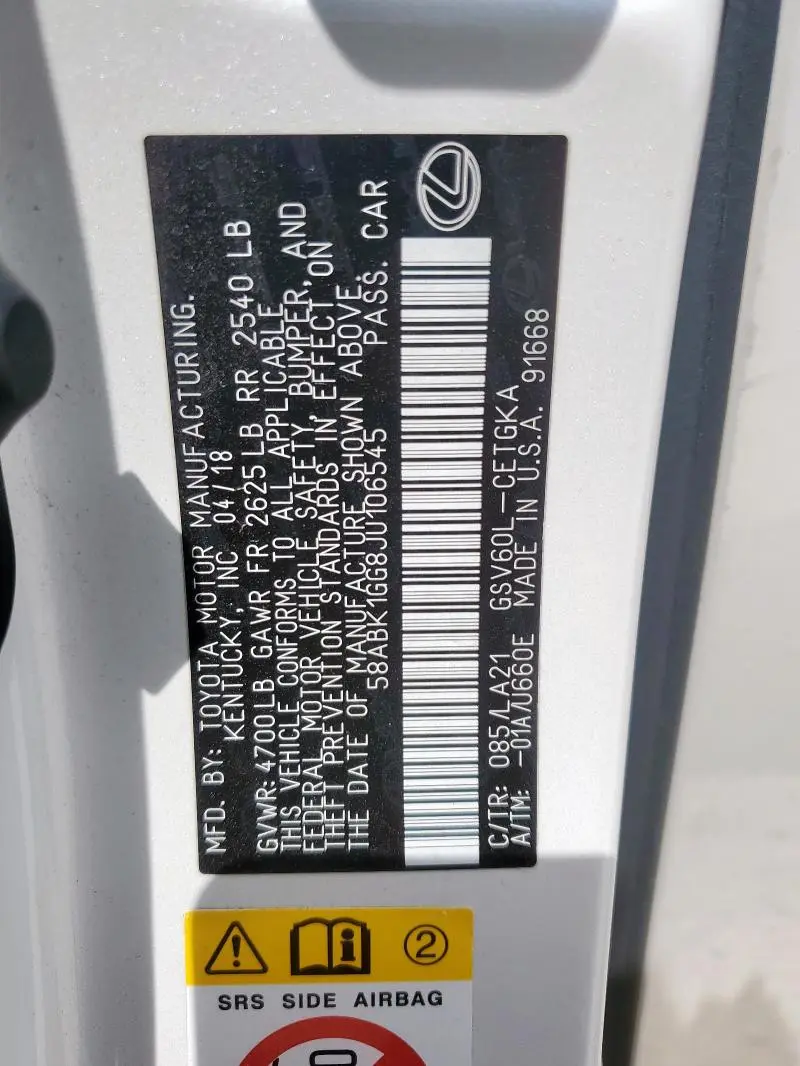 MFD. BY: TOYOTA MOTOR MANUFACTURING.
KENTUCKY, INC. 04/18
GVWR: 4700LB GAWR FR 2625LB RR 2540 LB
THIS VEHICLE CONFORMS TO ALL APPLICABLE
FEDERAL MOTOR VEHICLE SAFETY, BUMPER, AND
THEFT PREVENTION STANDARDS IN EFFECT ON
THE DATE OF MANUFACTURE SHOWN ABOVE.
58ABK1GG8JU106545 PASS. CAR
C/TR: 085/LA21 GSV60L-CETGKA
A/TM: -01A/U660E MADE IN U.S.A. 91668
2
SRS SIDE AIRBAG